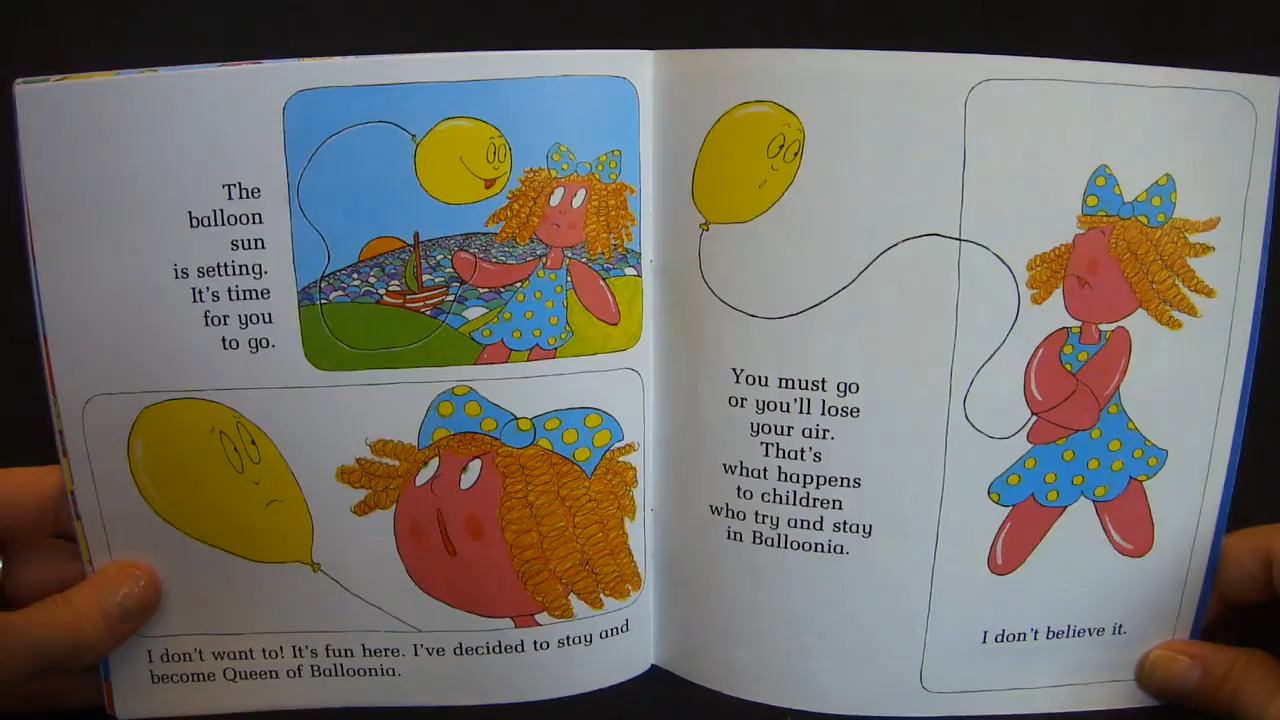 The
balloon
sun
is setting.
It's time
for you
to go.
I don't want to! It's fun here. I've decided to stay and
become Queen of Balloonia.
You must go
or you'll lose
your air.
That's
what happens
to children
who try and stay
in Balloonia.
I don't believe it.